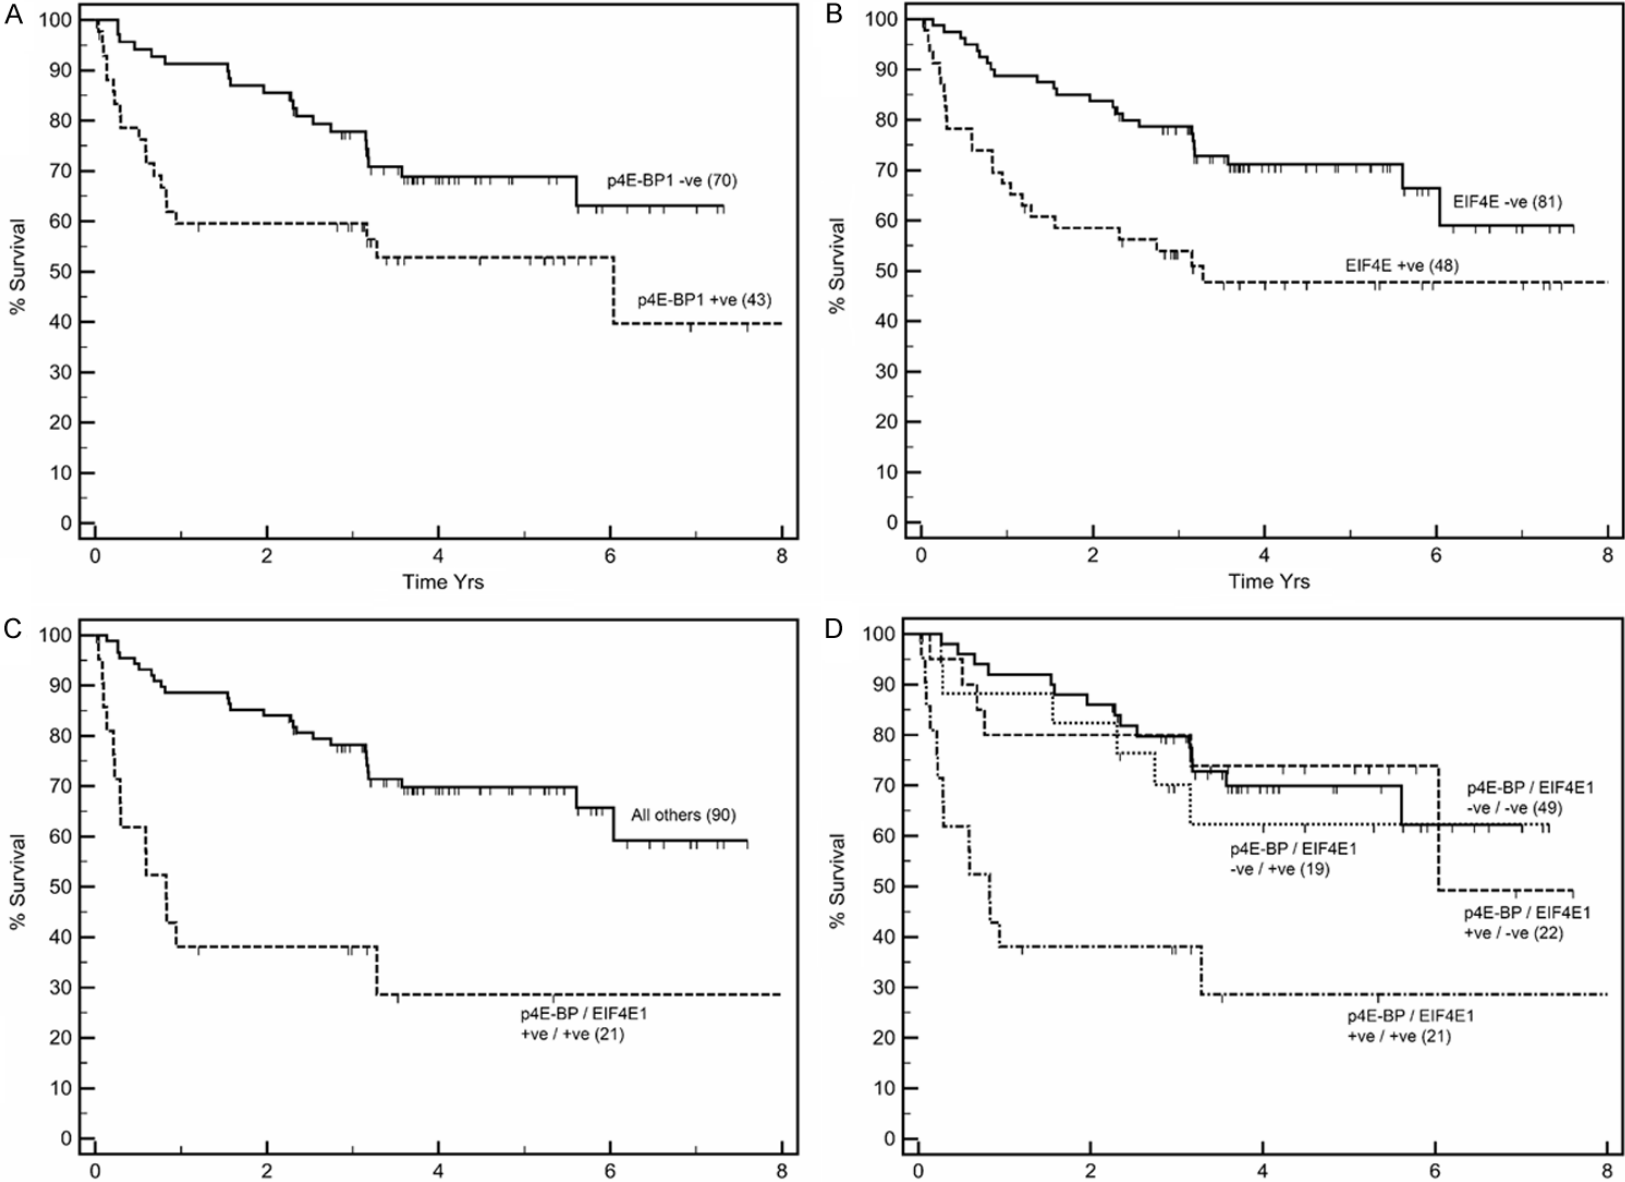 A
100
90
80
70
60
50
40
30
20
10
0
% Survival
p4E-BP1 -ve (70)
p4E-BP1 +ve (43)
0 2 4 6 8
Time Yrs
B
100
90
80
70
60
50
40
30
20
10
0
% Survival
EIF4E -ve (81)
EIF4E +ve (48)
0 2 4 6 8
Time Yrs
C
100
90
80
70
60
50
40
30
20
10
0
% Survival
All others (90)
p4E-BP / EIF4E1
+ve / +ve (21)
0 2 4 6 8
D
100
90
80
70
60
50
40
30
20
10
0
% Survival
p4E-BP / EIF4E1
-ve / -ve (49)
p4E-BP / EIF4E1
-ve / +ve (19)
p4E-BP / EIF4E1
+ve / -ve (22)
p4E-BP / EIF4E1
+ve / +ve (21)
0 2 4 6 8